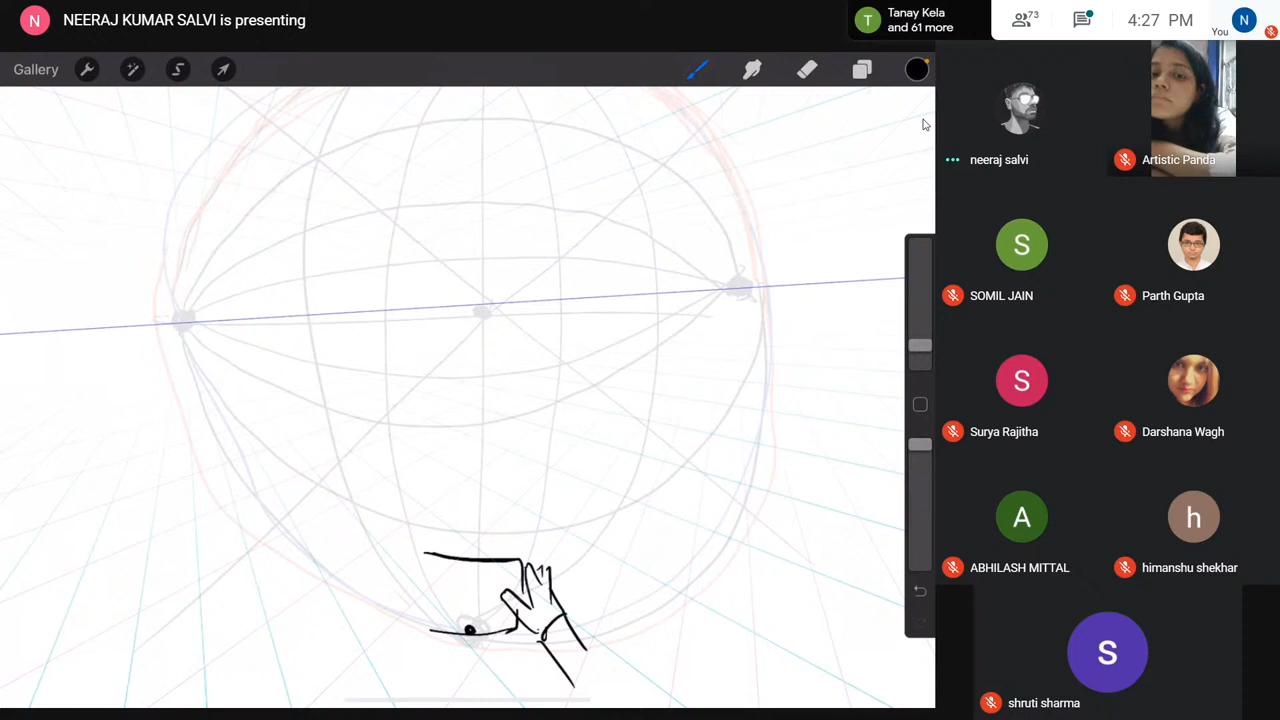 N NEERAJ KUMAR SALVI is presenting
T Tanay Kela
and 61 more
73
4:27 PM
You
N
Gallery
neeraj salvi
Artistic Panda
S
SOMIL JAIN
Parth Gupta
S
Surya Rajitha
Darshana Wagh
A
ABHILASH MITTAL
h
himanshu shekhar
S
shruti sharma